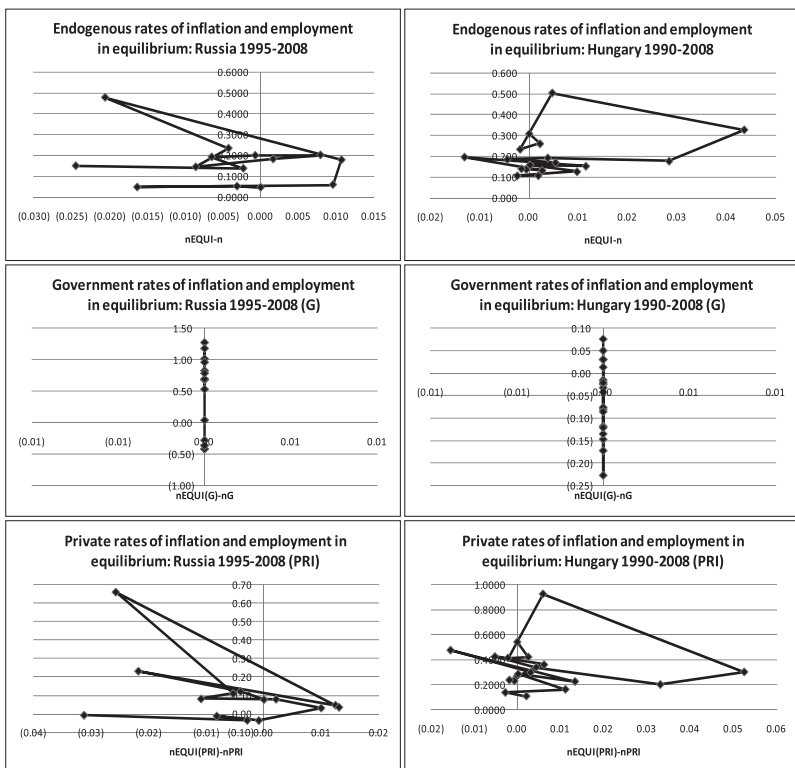 Endogenous rates of inflation and employment
in equilibrium: Russia 1995-2008
0.6000
0.5000
0.4000
0.3000
0.2000
0.1000
0.0000
(0.030) (0.025) (0.020) (0.015) (0.010) (0.005) 0.000 0.005 0.010 0.015
nEQUI-n
Endogenous rates of inflation and employment
in equilibrium: Hungary 1990-2008
0.600
0.500
0.400
0.300
0.200
0.100
0.000
(0.02) (0.01) 0.00 0.01 0.02 0.03 0.04 0.05
nEQUI-n
Government rates of inflation and employment
in equilibrium: Russia 1995-2008 (G)
1.50
1.00
0.50
0.00
(0.01) (0.01) 0.00 0.01 0.01
(0.50)
(1.00)
nEQUI(G)-nG
Government rates of inflation and employment
in equilibrium: Hungary 1990-2008 (G)
0.10
0.05
0.00
(0.01) (0.01) 0.00 0.01 0.01
(0.05)
(0.10)
(0.15)
(0.20)
(0.25)
nEQUI(G)-nG
Private rates of inflation and employment in
equilibrium: Russia 1995-2008 (PRI)
0.70
0.60
0.50
0.40
0.30
0.20
0.10
0.00
(0.04) (0.03) (0.02) (0.01) (0.10) 0.00 0.01 0.02
nEQUI(PRI)-nPRI
Private rates of inflation and employment in
equilibrium: Hungary 1990-2008 (PRI)
1.0000
0.8000
0.6000
0.4000
0.2000
0.0000
(0.02) (0.01) 0.00 0.01 0.02 0.03 0.04 0.05 0.06
nEQUI(PRI)-nPRI